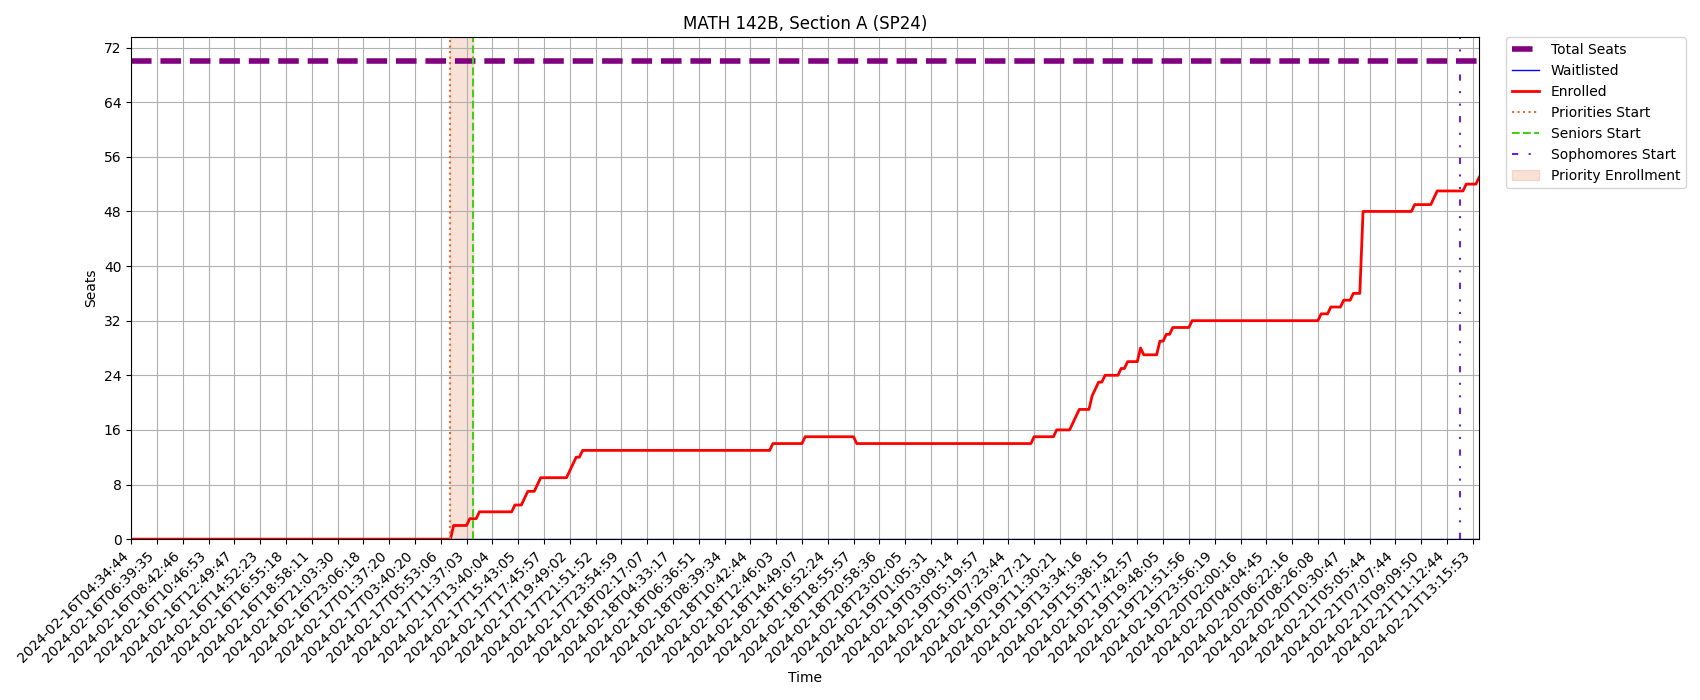 MATH 142B, Section A (SP24)
72
64
56
48
40
32
24
16
8
0
Seats
2024-02-16T04:34:44
2024-02-16T06:39:35
2024-02-16T08:42:46
2024-02-16T10:46:53
2024-02-16T12:49:47
2024-02-16T14:52:23
2024-02-16T16:55:18
2024-02-16T18:58:11
2024-02-16T21:03:30
2024-02-16T23:06:18
2024-02-17T01:37:20
2024-02-17T03:40:20
2024-02-17T05:53:06
2024-02-17T11:37:03
2024-02-17T13:40:04
2024-02-17T15:43:05
2024-02-17T17:45:57
2024-02-17T19:49:02
2024-02-17T21:51:52
2024-02-17T23:54:59
2024-02-18T02:17:07
2024-02-18T04:33:17
2024-02-18T06:36:51
2024-02-18T08:39:34
2024-02-18T10:42:44
2024-02-18T12:46:03
2024-02-18T14:49:07
2024-02-18T16:52:24
2024-02-18T18:55:57
2024-02-18T20:58:36
2024-02-18T23:02:05
2024-02-19T01:05:31
2024-02-19T03:09:14
2024-02-19T05:19:57
2024-02-19T07:23:44
2024-02-19T09:27:21
2024-02-19T11:30:21
2024-02-19T13:34:16
2024-02-19T15:38:15
2024-02-19T17:42:57
2024-02-19T19:48:05
2024-02-19T21:51:56
2024-02-19T23:56:19
2024-02-20T02:00:16
2024-02-20T04:04:45
2024-02-20T06:22:16
2024-02-20T08:26:08
2024-02-20T10:30:47
2024-02-21T05:05:44
2024-02-21T07:07:44
2024-02-21T09:09:50
2024-02-21T11:12:44
2024-02-21T13:15:53
Time
Total Seats
Waitlisted
Enrolled
Priorities Start
Seniors Start
Sophomores Start
Priority Enrollment